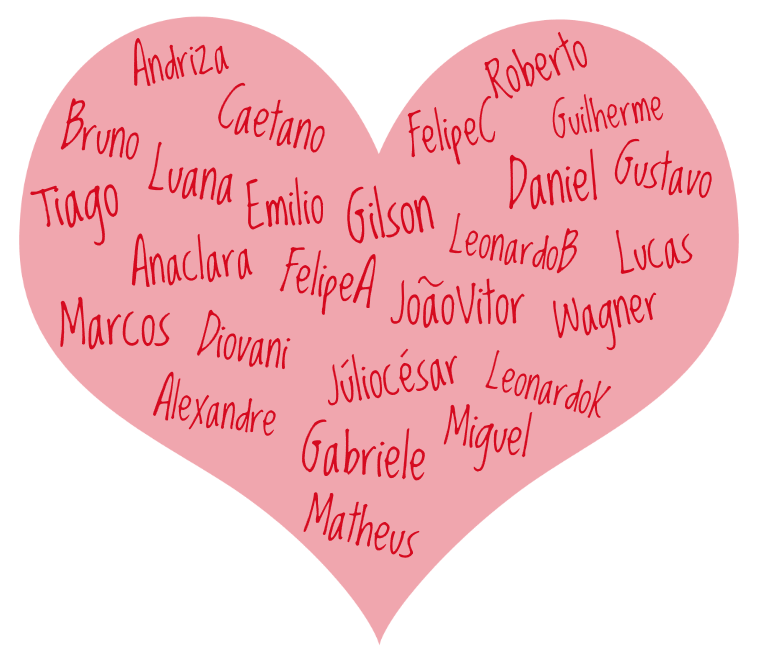 Andriza
Roberto
Caetano
FelipeC
Guilherme
Bruno
Luana
Daniel
Gustavo
Tiago
Emilio
Gilson
LeonardoB
Lucas
Anaclara
FelipeA
JoãoVitor
Wagner
Marcos
Diovani
Júliocésar
LeonardoK
Alexandre
Gabriele
Miguel
Matheus